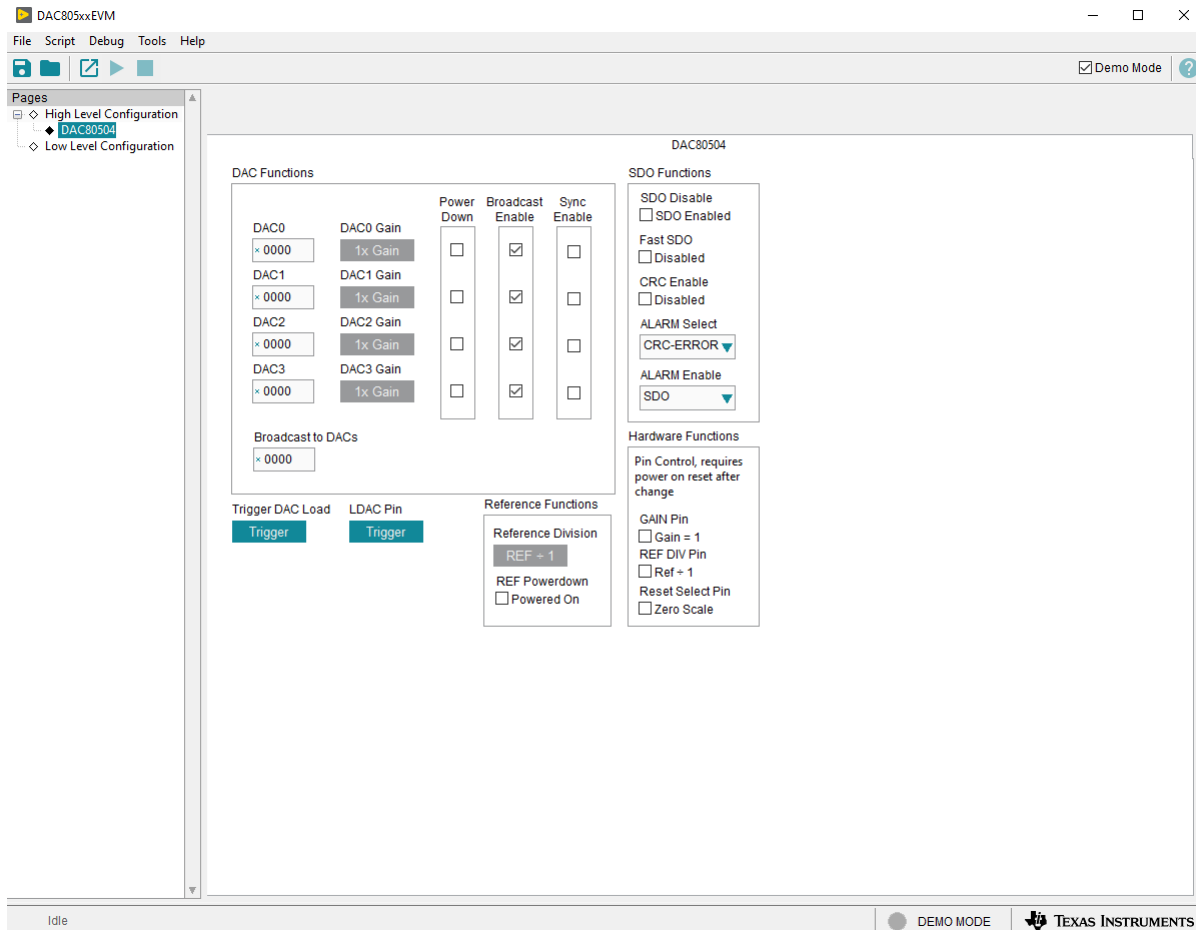 DAC805xxEVM
File Script Debug Tools Help
Demo Mode ?
Pages
High Level Configuration
DAC80504
Low Level Configuration
DAC80504
DAC Functions
Power Down
Broadcast Enable
Sync Enable
DAC0 DAC0 Gain
× 0000 1x Gain
DAC1 DAC1 Gain
× 0000 1x Gain
DAC2 DAC2 Gain
× 0000 1x Gain
DAC3 DAC3 Gain
× 0000 1x Gain
Broadcast to DACs
× 0000
Trigger DAC Load LDAC Pin
Trigger Trigger
Reference Functions
Reference Division
REF ÷ 1
REF Powerdown
Powered On
SDO Functions
SDO Disable
SDO Enabled
Fast SDO
Disabled
CRC Enable
Disabled
ALARM Select
CRC-ERROR
ALARM Enable
SDO
Hardware Functions
Pin Control, requires
power on reset after
change
GAIN Pin
Gain = 1
REF DIV Pin
Ref ÷ 1
Reset Select Pin
Zero Scale
Idle
DEMO MODE
TEXAS INSTRUMENTS